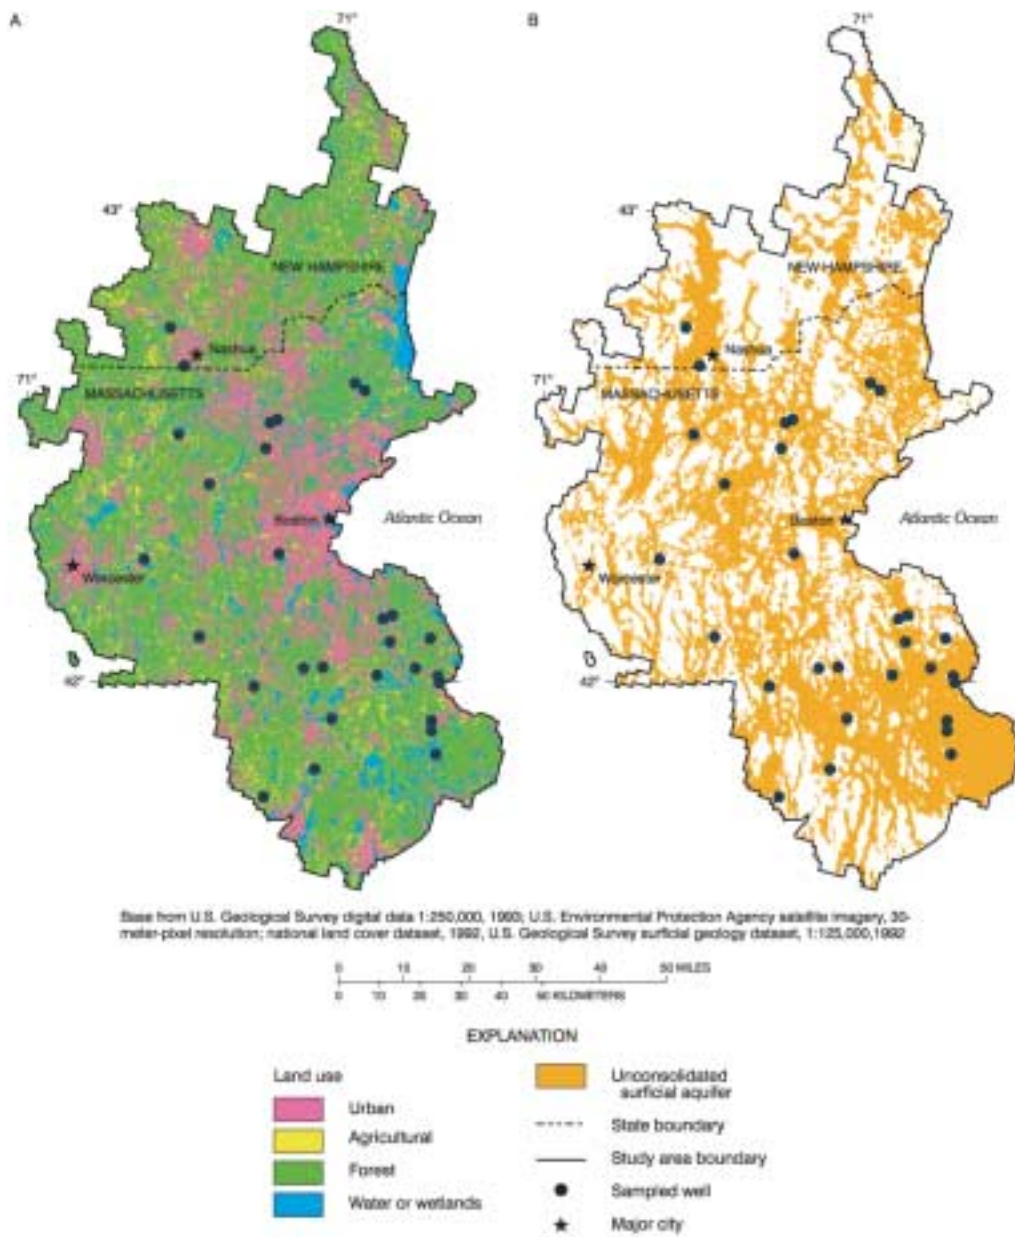 A
71°
B
71°
43°
43°
NEW HAMPSHIRE
NEW HAMPSHIRE
Nashua
Nashua
71°
71°
MASSACHUSETTS
MASSACHUSETTS
Boston
Atlantic Ocean
Boston
Atlantic Ocean
Worcester
Worcester
42°
42°
Base from U.S. Geological Survey digital data 1:250,000, 1993; U.S. Environmental Protection Agency satellite imagery, 30-
meter-pixel resolution; national land cover dataset, 1992, U.S. Geological Survey surficial geology dataset, 1:125,000,1992
0 10 20 30 40 50 MILES
0 10 20 30 40 50 KILOMETERS
EXPLANATION
Land use
Urban
Agricultural
Forest
Water or wetlands
Unconsolidated
surficial aquifer
State boundary
Study area boundary
Sampled well
Major city